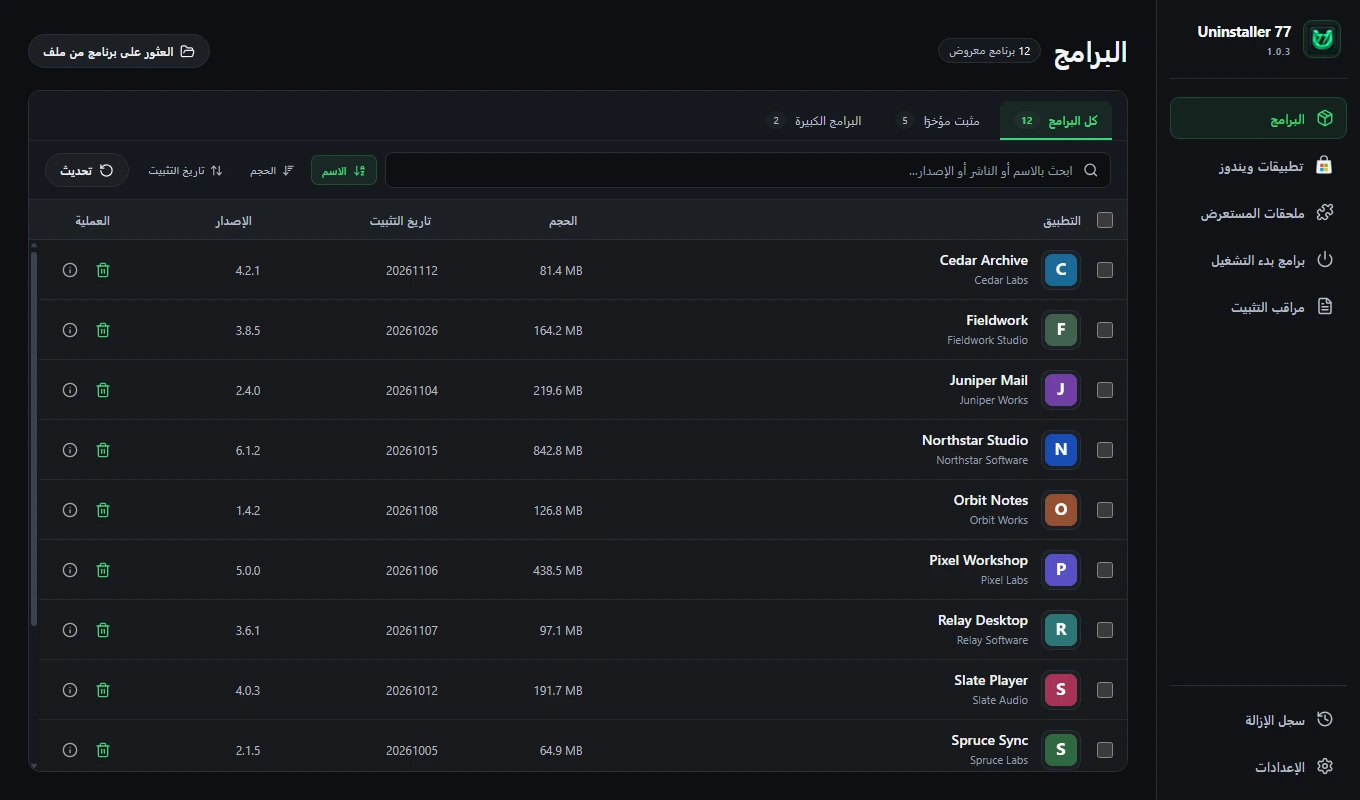 Uninstaller 77
1.0.3
البرامج
تطبيقات ويندوز
ملحقات المستعرض
برامج بدء التشغيل
مراقب التثبيت
سجل الإزالة
الإعدادات
البرامج
12 برنامج معروض
العثور على برنامج من ملف
كل البرامج 12
مثبت مؤخرًا 5
البرامج الكبيرة 2
ابحث بالاسم أو الناشر أو الإصدار...
الاسم
الحجم
تاريخ التثبيت
تحديث
التطبيق الحجم تاريخ التثبيت الإصدار العملية
C Cedar Archive 81.4 MB 20261112 4.2.1
Cedar Labs
F Fieldwork 164.2 MB 20261026 3.8.5
Fieldwork Studio
J Juniper Mail 219.6 MB 20261104 2.4.0
Juniper Works
N Northstar Studio 842.8 MB 20261015 6.1.2
Northstar Software
O Orbit Notes 126.8 MB 20261108 1.4.2
Orbit Works
P Pixel Workshop 438.5 MB 20261106 5.0.0
Pixel Labs
R Relay Desktop 97.1 MB 20261107 3.6.1
Relay Software
S Slate Player 191.7 MB 20261012 4.0.3
Slate Audio
S Spruce Sync 64.9 MB 20261005 2.1.5
Spruce Labs